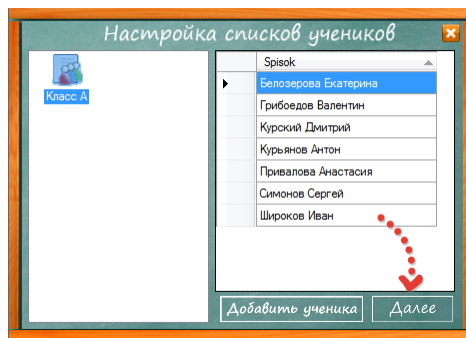 Настройка списков учеников
Класс А
Spisok
Белозерова Екатерина
Грибоедов Валентин
Курский Дмитрий
Курьянов Антон
Привалова Анастасия
Симонов Сергей
Широков Иван
Добавить ученика
Далее